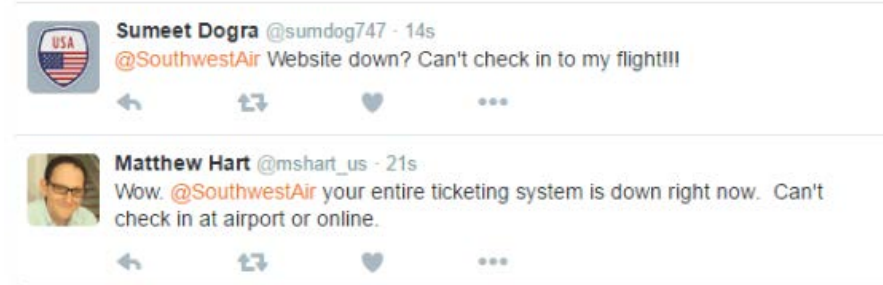 USA
Sumeet Dogra @sumdog747 · 14s
@SouthwestAir Website down? Can't check in to my flight!!!
Matthew Hart @mshart_us · 21s
Wow. @SouthwestAir your entire ticketing system is down right now.  Can't
check in at airport or online.